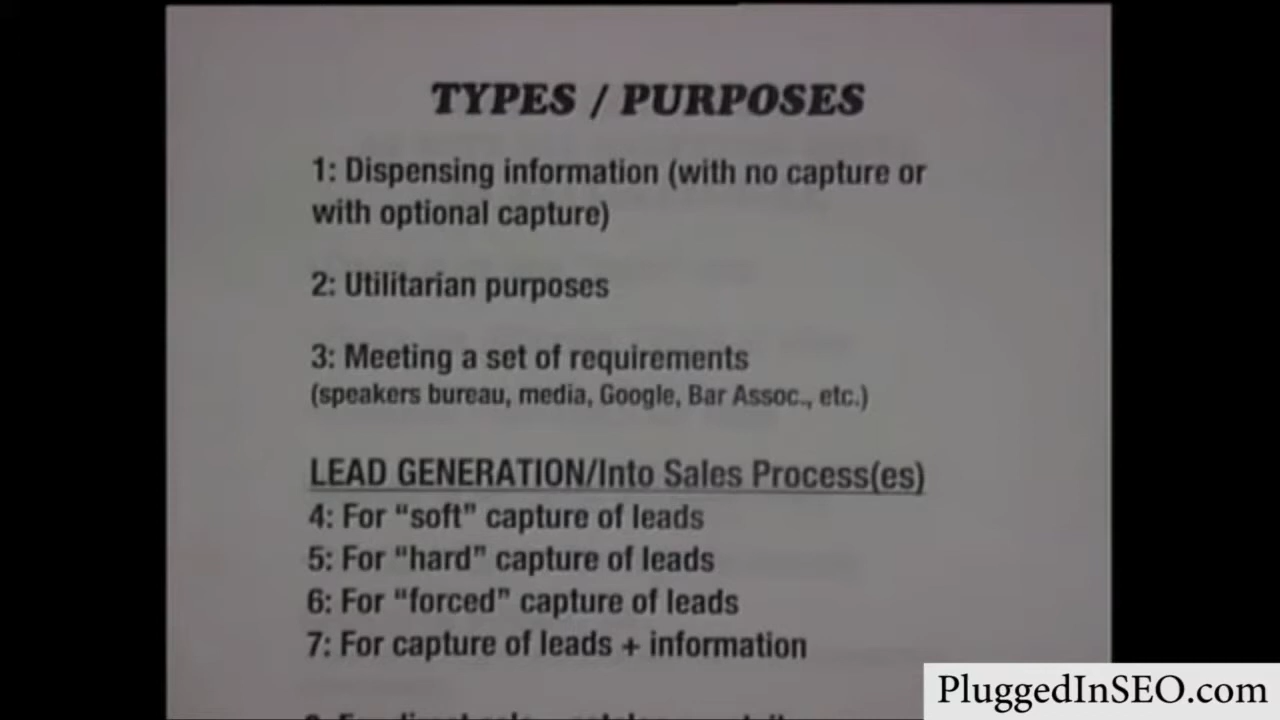 TYPES / PURPOSES
1: Dispensing information (with no capture or
with optional capture)
2: Utilitarian purposes
3: Meeting a set of requirements
(speakers bureau, media, Google, Bar Assoc., etc.)
LEAD GENERATION/Into Sales Process(es)
4: For “soft” capture of leads
5: For “hard” capture of leads
6: For “forced” capture of leads
7: For capture of leads + information
PluggedInSEO.com